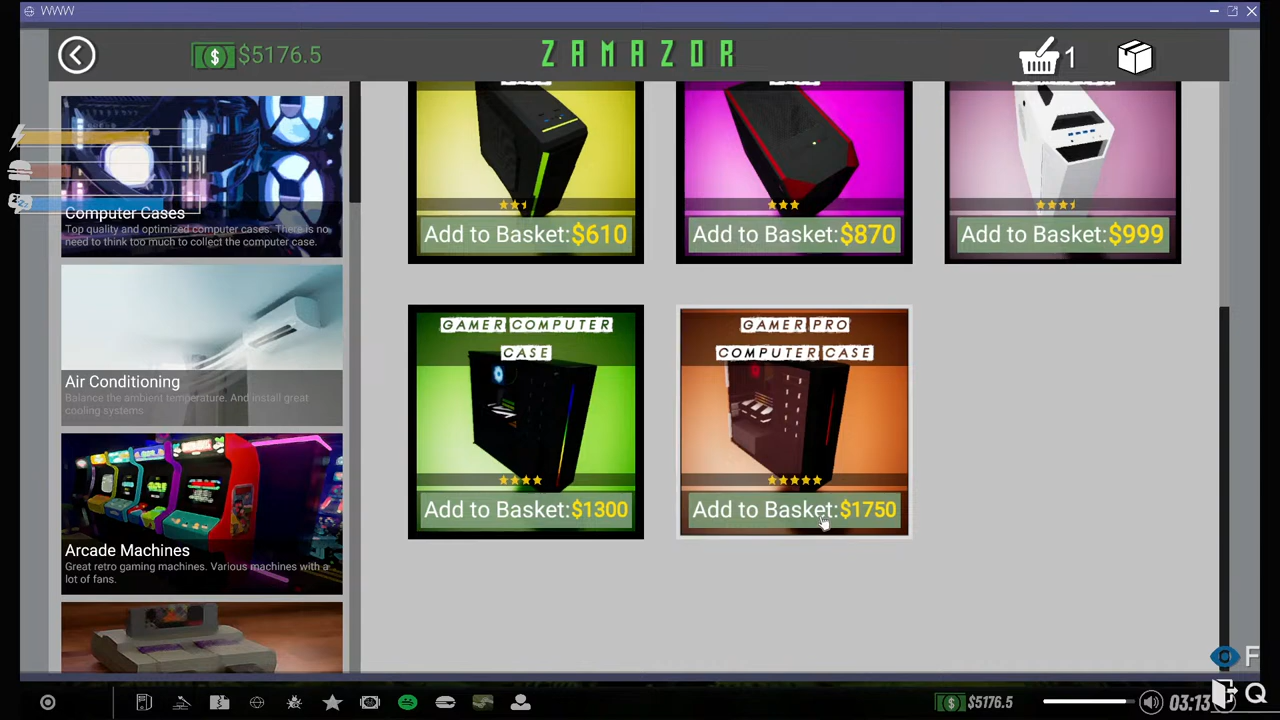 WWW
$5176.5
ZAMAZOR
1
Computer Cases
Top quality and optimized computer cases. There is no
need to think too much to collect the computer case.
Air Conditioning
Balance the ambient temperature. And install great
cooling systems
Arcade Machines
Great retro gaming machines. Various machines with a
lot of fans.
Add to Basket:$610
Add to Basket:$870
Add to Basket:$999
GAMER COMPUTER
CASE
Add to Basket:$1300
GAMER PRO
COMPUTER CASE
Add to Basket:$1750
F
$5176.5
03:13
Q